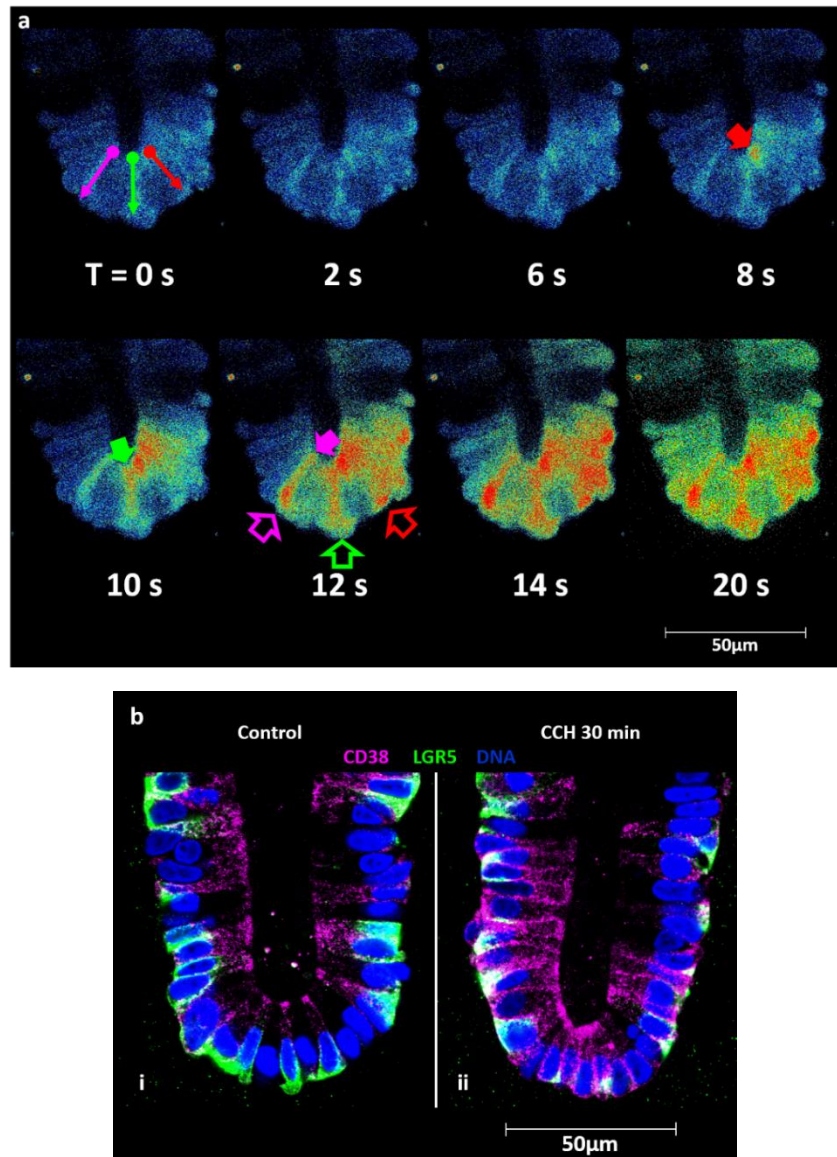 a
T = 0 s
2 s
6 s
8 s
10 s
12 s
14 s
20 s
50μm
b
Control
CCH 30 min
CD38 LGR5 DNA
i
ii
50μm